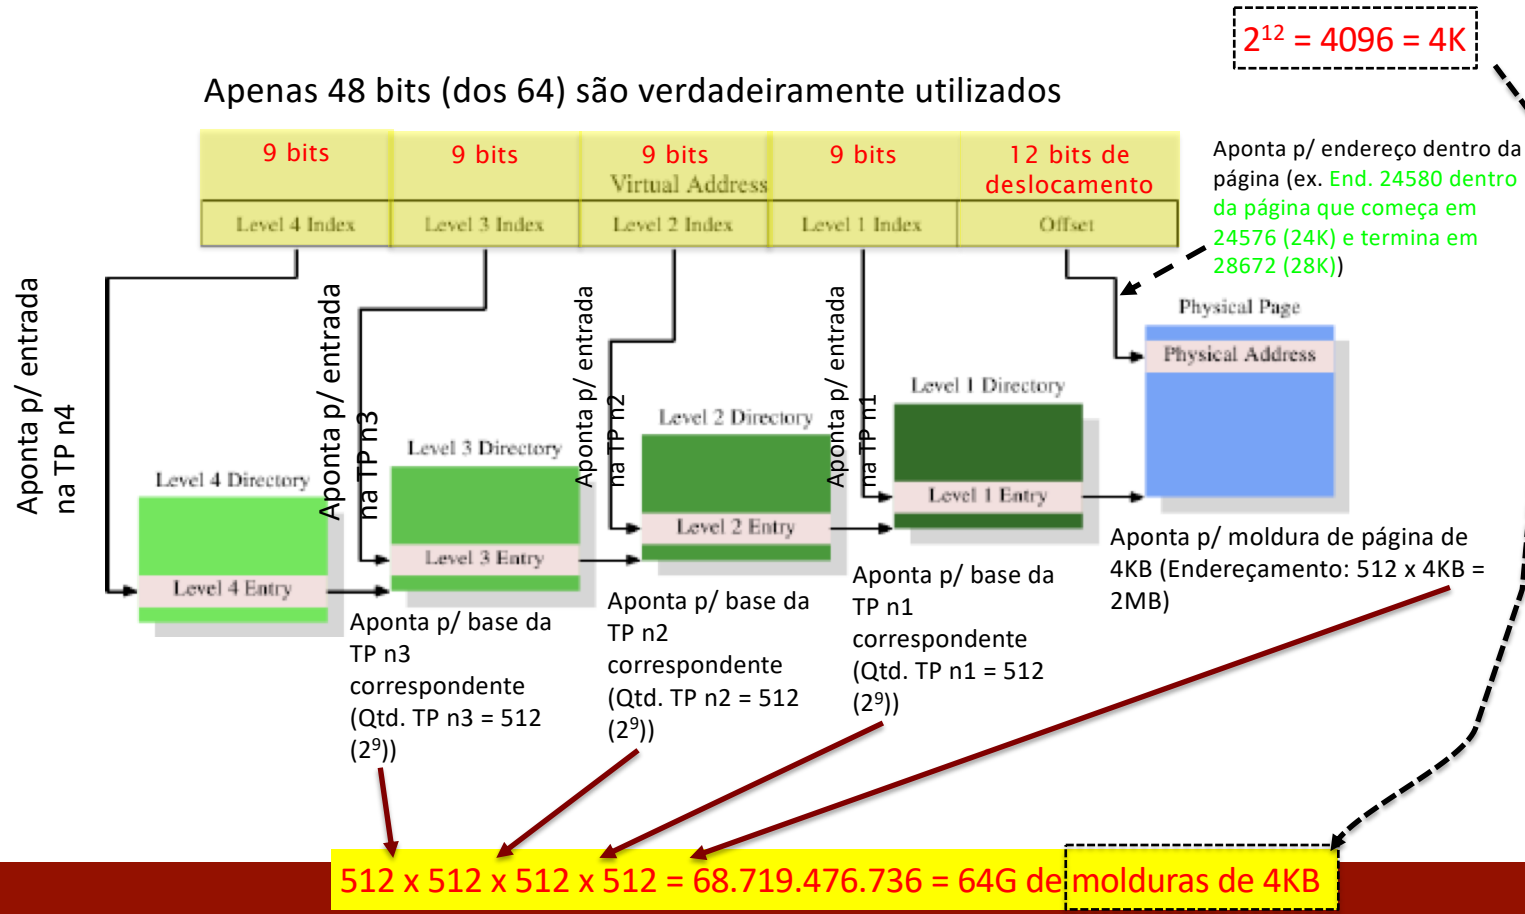 2¹² = 4096 = 4K
Apenas 48 bits (dos 64) são verdadeiramente utilizados
9 bits
9 bits
9 bits
9 bits
12 bits de
deslocamento
Virtual Address
Level 4 Index
Level 3 Index
Level 2 Index
Level 1 Index
Offset
Aponta p/ endereço dentro da
página (ex. End. 24580 dentro
da página que começa em
24576 (24K) e termina em
28672 (28K))
Aponta p/ entrada
na TP n4
Aponta p/ entrada
na TP n3
Aponta p/ entrada
na TP n2
Aponta p/ entrada
na TP n1
Physical Page
Physical Address
Level 1 Directory
Level 1 Entry
Level 2 Directory
Level 2 Entry
Level 3 Directory
Level 3 Entry
Level 4 Directory
Level 4 Entry
Aponta p/ base da
TP n3
correspondente
(Qtd. TP n3 = 512
(2⁹))
Aponta p/ base da
TP n2
correspondente
(Qtd. TP n2 = 512
(2⁹))
Aponta p/ base da
TP n1
correspondente
(Qtd. TP n1 = 512
(2⁹))
Aponta p/ moldura de página de
4KB (Endereçamento: 512 x 4KB =
2MB)
512 x 512 x 512 x 512 = 68.719.476.736 = 64G de molduras de 4KB